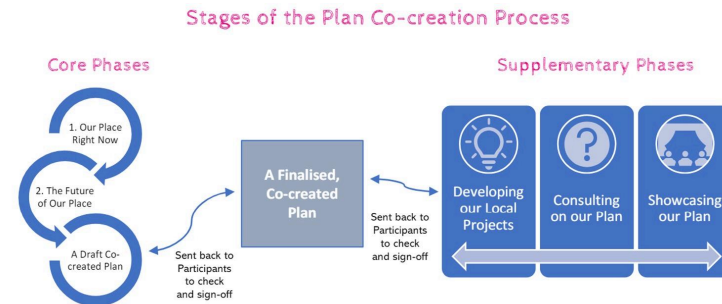 Stages of the Plan Co-creation Process
Core Phases
1. Our Place
Right Now
2. The Future
of Our Place
A Draft Co-
created Plan
Sent back to
Participants
to check
and sign-off
A Finalised,
Co-created
Plan
Sent back to
Participants
to check
and sign-off
Supplementary Phases
Developing
our Local
Projects
Consulting
on our Plan
Showcasing
our Plan